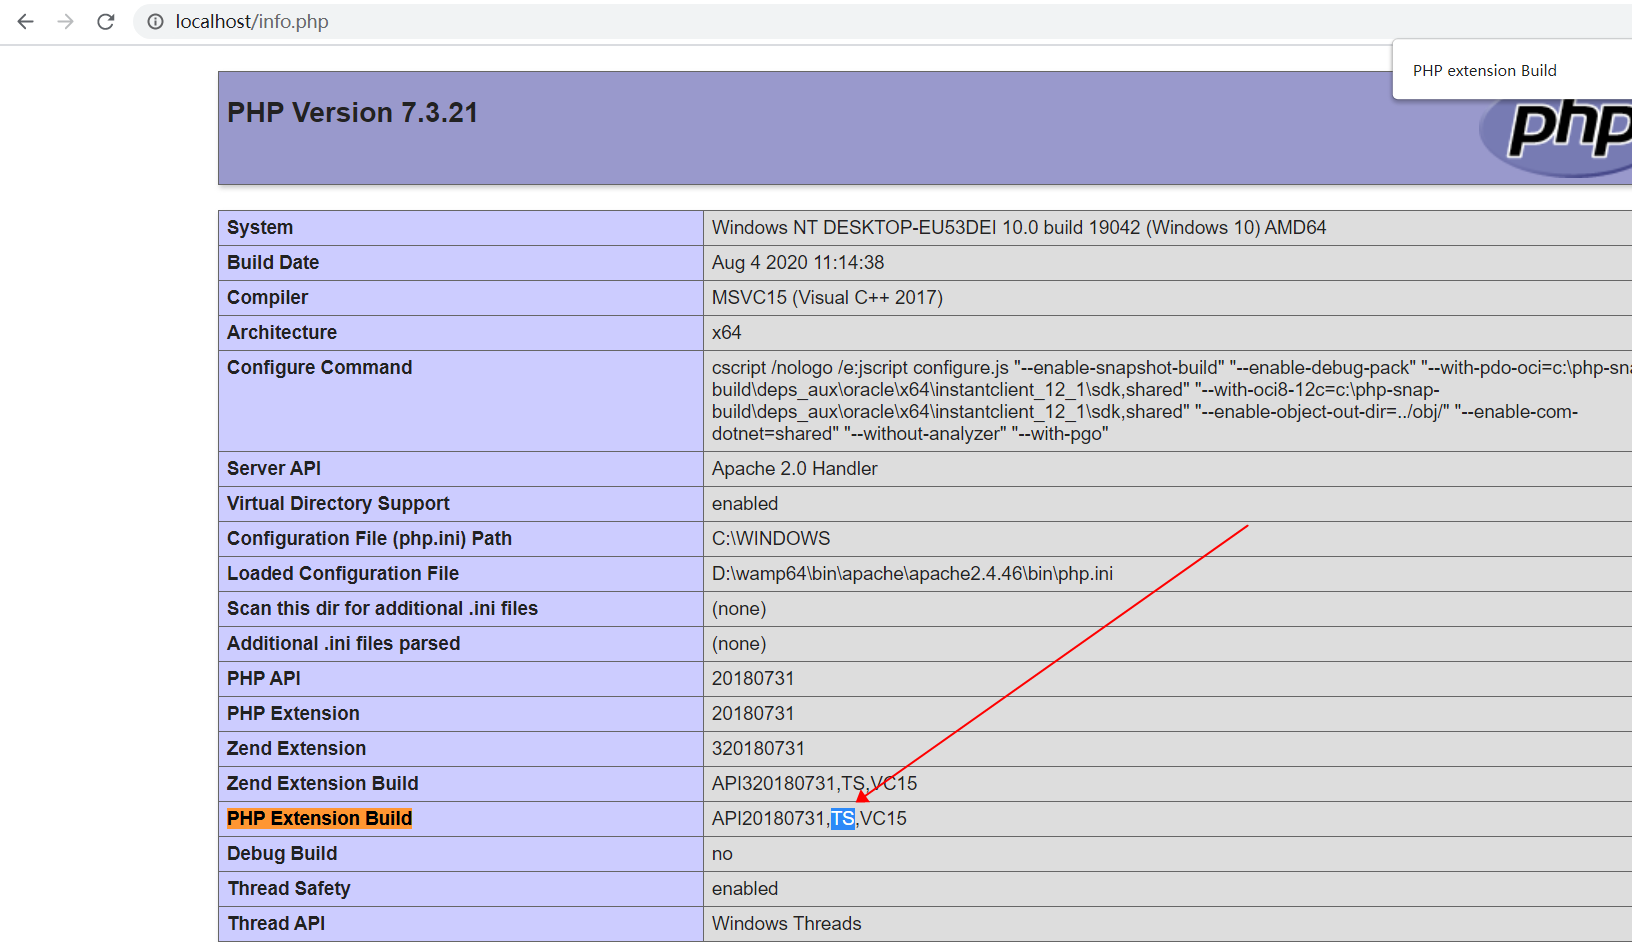 localhost/info.php
PHP extension Build
PHP Version 7.3.21
php
System Windows NT DESKTOP-EU53DEI 10.0 build 19042 (Windows 10) AMD64
Build Date Aug 4 2020 11:14:38
Compiler MSVC15 (Visual C++ 2017)
Architecture x64
Configure Command cscript /nologo /e:jscript configure.js "--enable-snapshot-build" "--enable-debug-pack" "--with-pdo-oci=c:\php-sna
build\deps_aux\oracle\x64\instantclient_12_1\sdk,shared" "--with-oci8-12c=c:\php-snap-
build\deps_aux\oracle\x64\instantclient_12_1\sdk,shared" "--enable-object-out-dir=../obj/" "--enable-com-
dotnet=shared" "--without-analyzer" "--with-pgo"
Server API Apache 2.0 Handler
Virtual Directory Support enabled
Configuration File (php.ini) Path C:\WINDOWS
Loaded Configuration File D:\wamp64\bin\apache\apache2.4.46\bin\php.ini
Scan this dir for additional .ini files (none)
Additional .ini files parsed (none)
PHP API 20180731
PHP Extension 20180731
Zend Extension 320180731
Zend Extension Build API320180731,TS,VC15
PHP Extension Build API20180731,TS,VC15
Debug Build no
Thread Safety enabled
Thread API Windows Threads